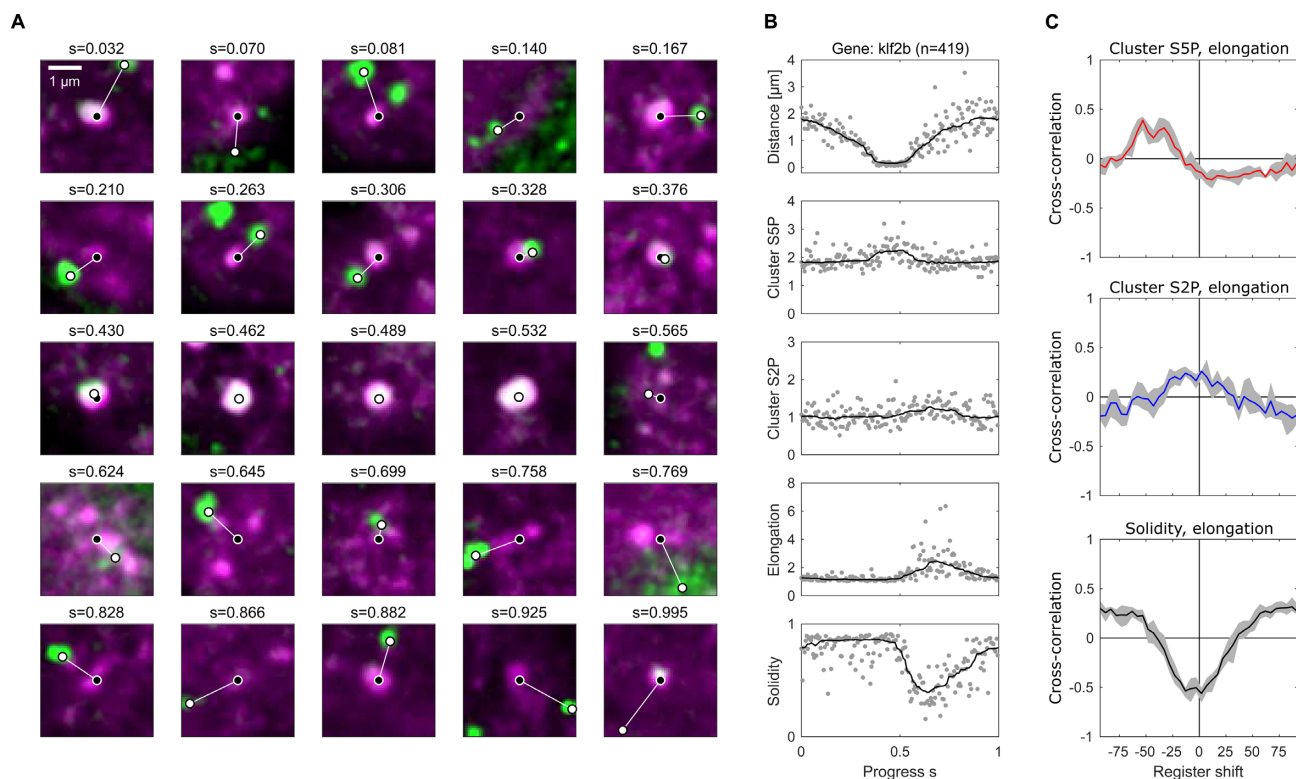 A
s=0.032 s=0.070 s=0.081 s=0.140 s=0.167
1 µm
s=0.210 s=0.263 s=0.306 s=0.328 s=0.376
s=0.430 s=0.462 s=0.489 s=0.532 s=0.565
s=0.624 s=0.645 s=0.699 s=0.758 s=0.769
s=0.828 s=0.866 s=0.882 s=0.925 s=0.995
B
Gene: klf2b (n=419)
Distance [µm]
4
3
2
1
0
Cluster S5P
4
3
2
1
0
Cluster S2P
3
2
1
0
Elongation
8
6
4
2
0
Solidity
1
0
0 0.5 1
Progress s
C
Cluster S5P, elongation
Cross-correlation
1
0.5
0
-0.5
-1
Cluster S2P, elongation
Cross-correlation
1
0.5
0
-0.5
-1
Solidity, elongation
Cross-correlation
1
0.5
0
-0.5
-1
-75 -50 -25 0 25 50 75
Register shift